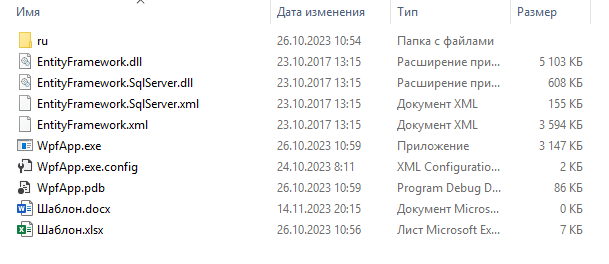 Имя Дата изменения Тип Размер
ru 26.10.2023 10:54 Папка с файлами
EntityFramework.dll 23.10.2017 13:15 Расширение при... 5 103 КБ
EntityFramework.SqlServer.dll 23.10.2017 13:15 Расширение при... 608 КБ
EntityFramework.SqlServer.xml 23.10.2017 13:15 Документ XML 155 КБ
EntityFramework.xml 23.10.2017 13:15 Документ XML 3 594 КБ
WpfApp.exe 26.10.2023 10:59 Приложение 3 147 КБ
WpfApp.exe.config 24.10.2023 8:11 XML Configuratio... 2 КБ
WpfApp.pdb 26.10.2023 10:59 Program Debug D... 86 КБ
Шаблон.docx 14.11.2023 20:15 Документ Micros... 0 КБ
Шаблон.xlsx 26.10.2023 10:56 Лист Microsoft Ex... 7 КБ